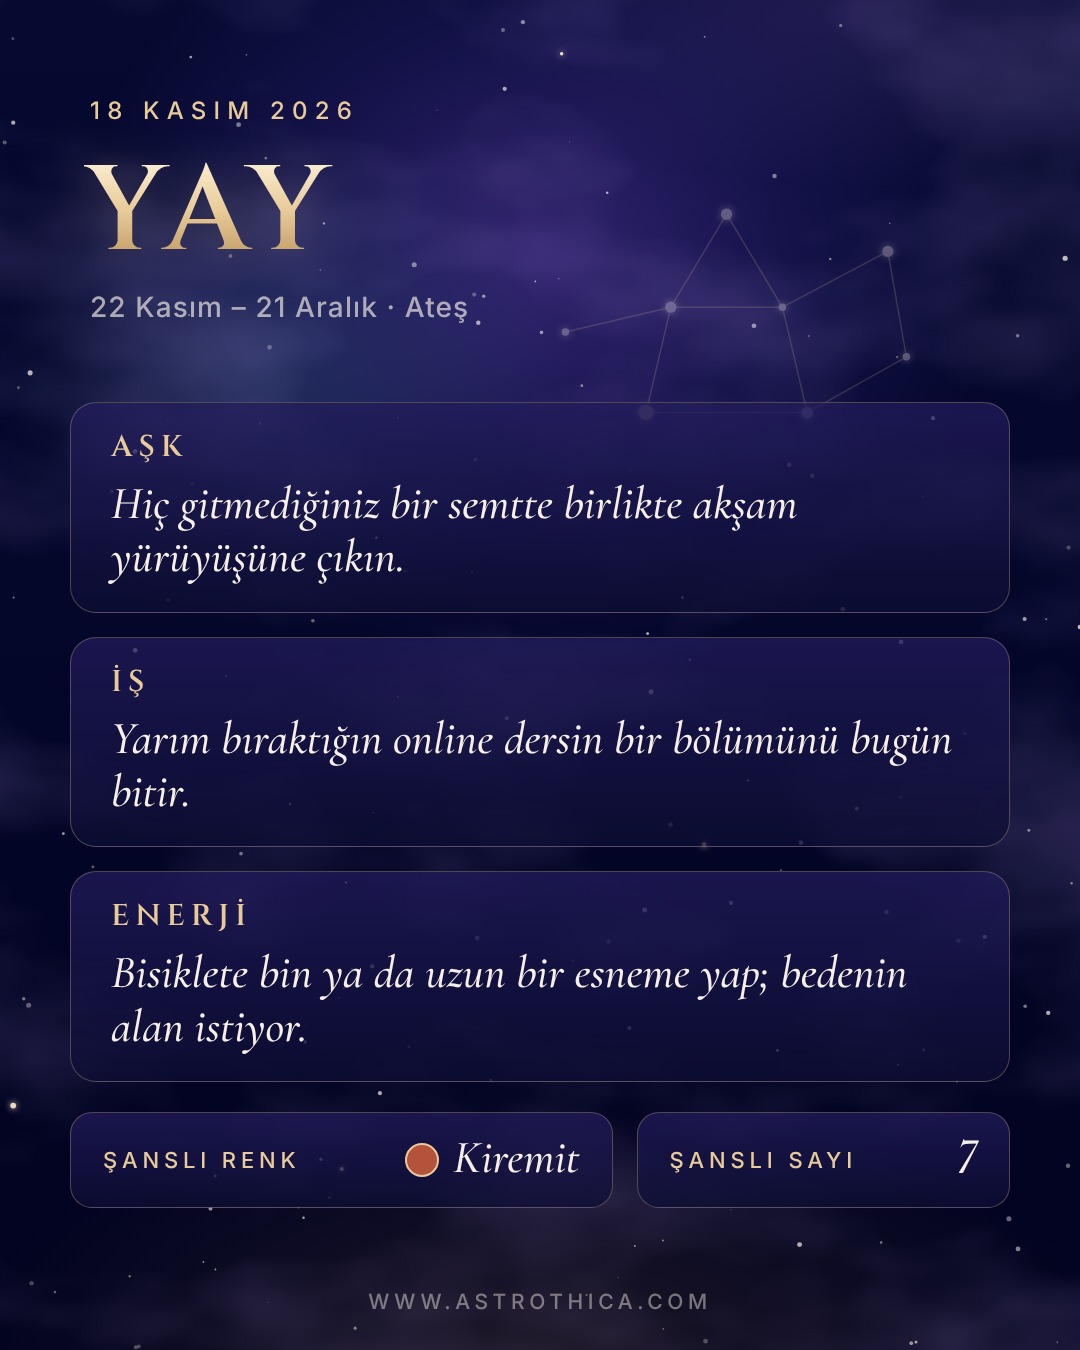 18 KASIM 2026
YAY
22 Kasım – 21 Aralık · Ateş
AŞK
Hiç gitmediğiniz bir semtte birlikte akşam
yürüyüşüne çıkın.
İŞ
Yarım bıraktığın online dersin bir bölümünü bugün
bitir.
ENERJİ
Bisiklete bin ya da uzun bir esneme yap; bedenin
alan istiyor.
ŞANSLI RENK Kiremit
ŞANSLI SAYI 7
WWW.ASTROTHICA.COM